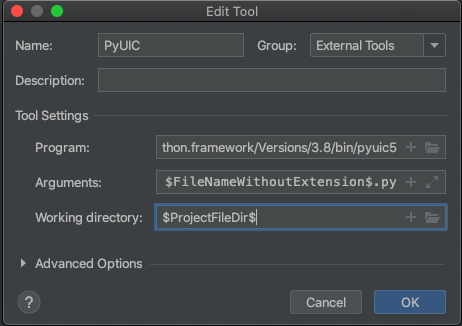 Edit Tool
Name: PyUIC Group: External Tools
Description:
Tool Settings
Program: thon.framework/Versions/3.8/bin/pyuic5
Arguments: $FileNameWithoutExtension$.py
Working directory: $ProjectFileDir$
Advanced Options
? Cancel OK